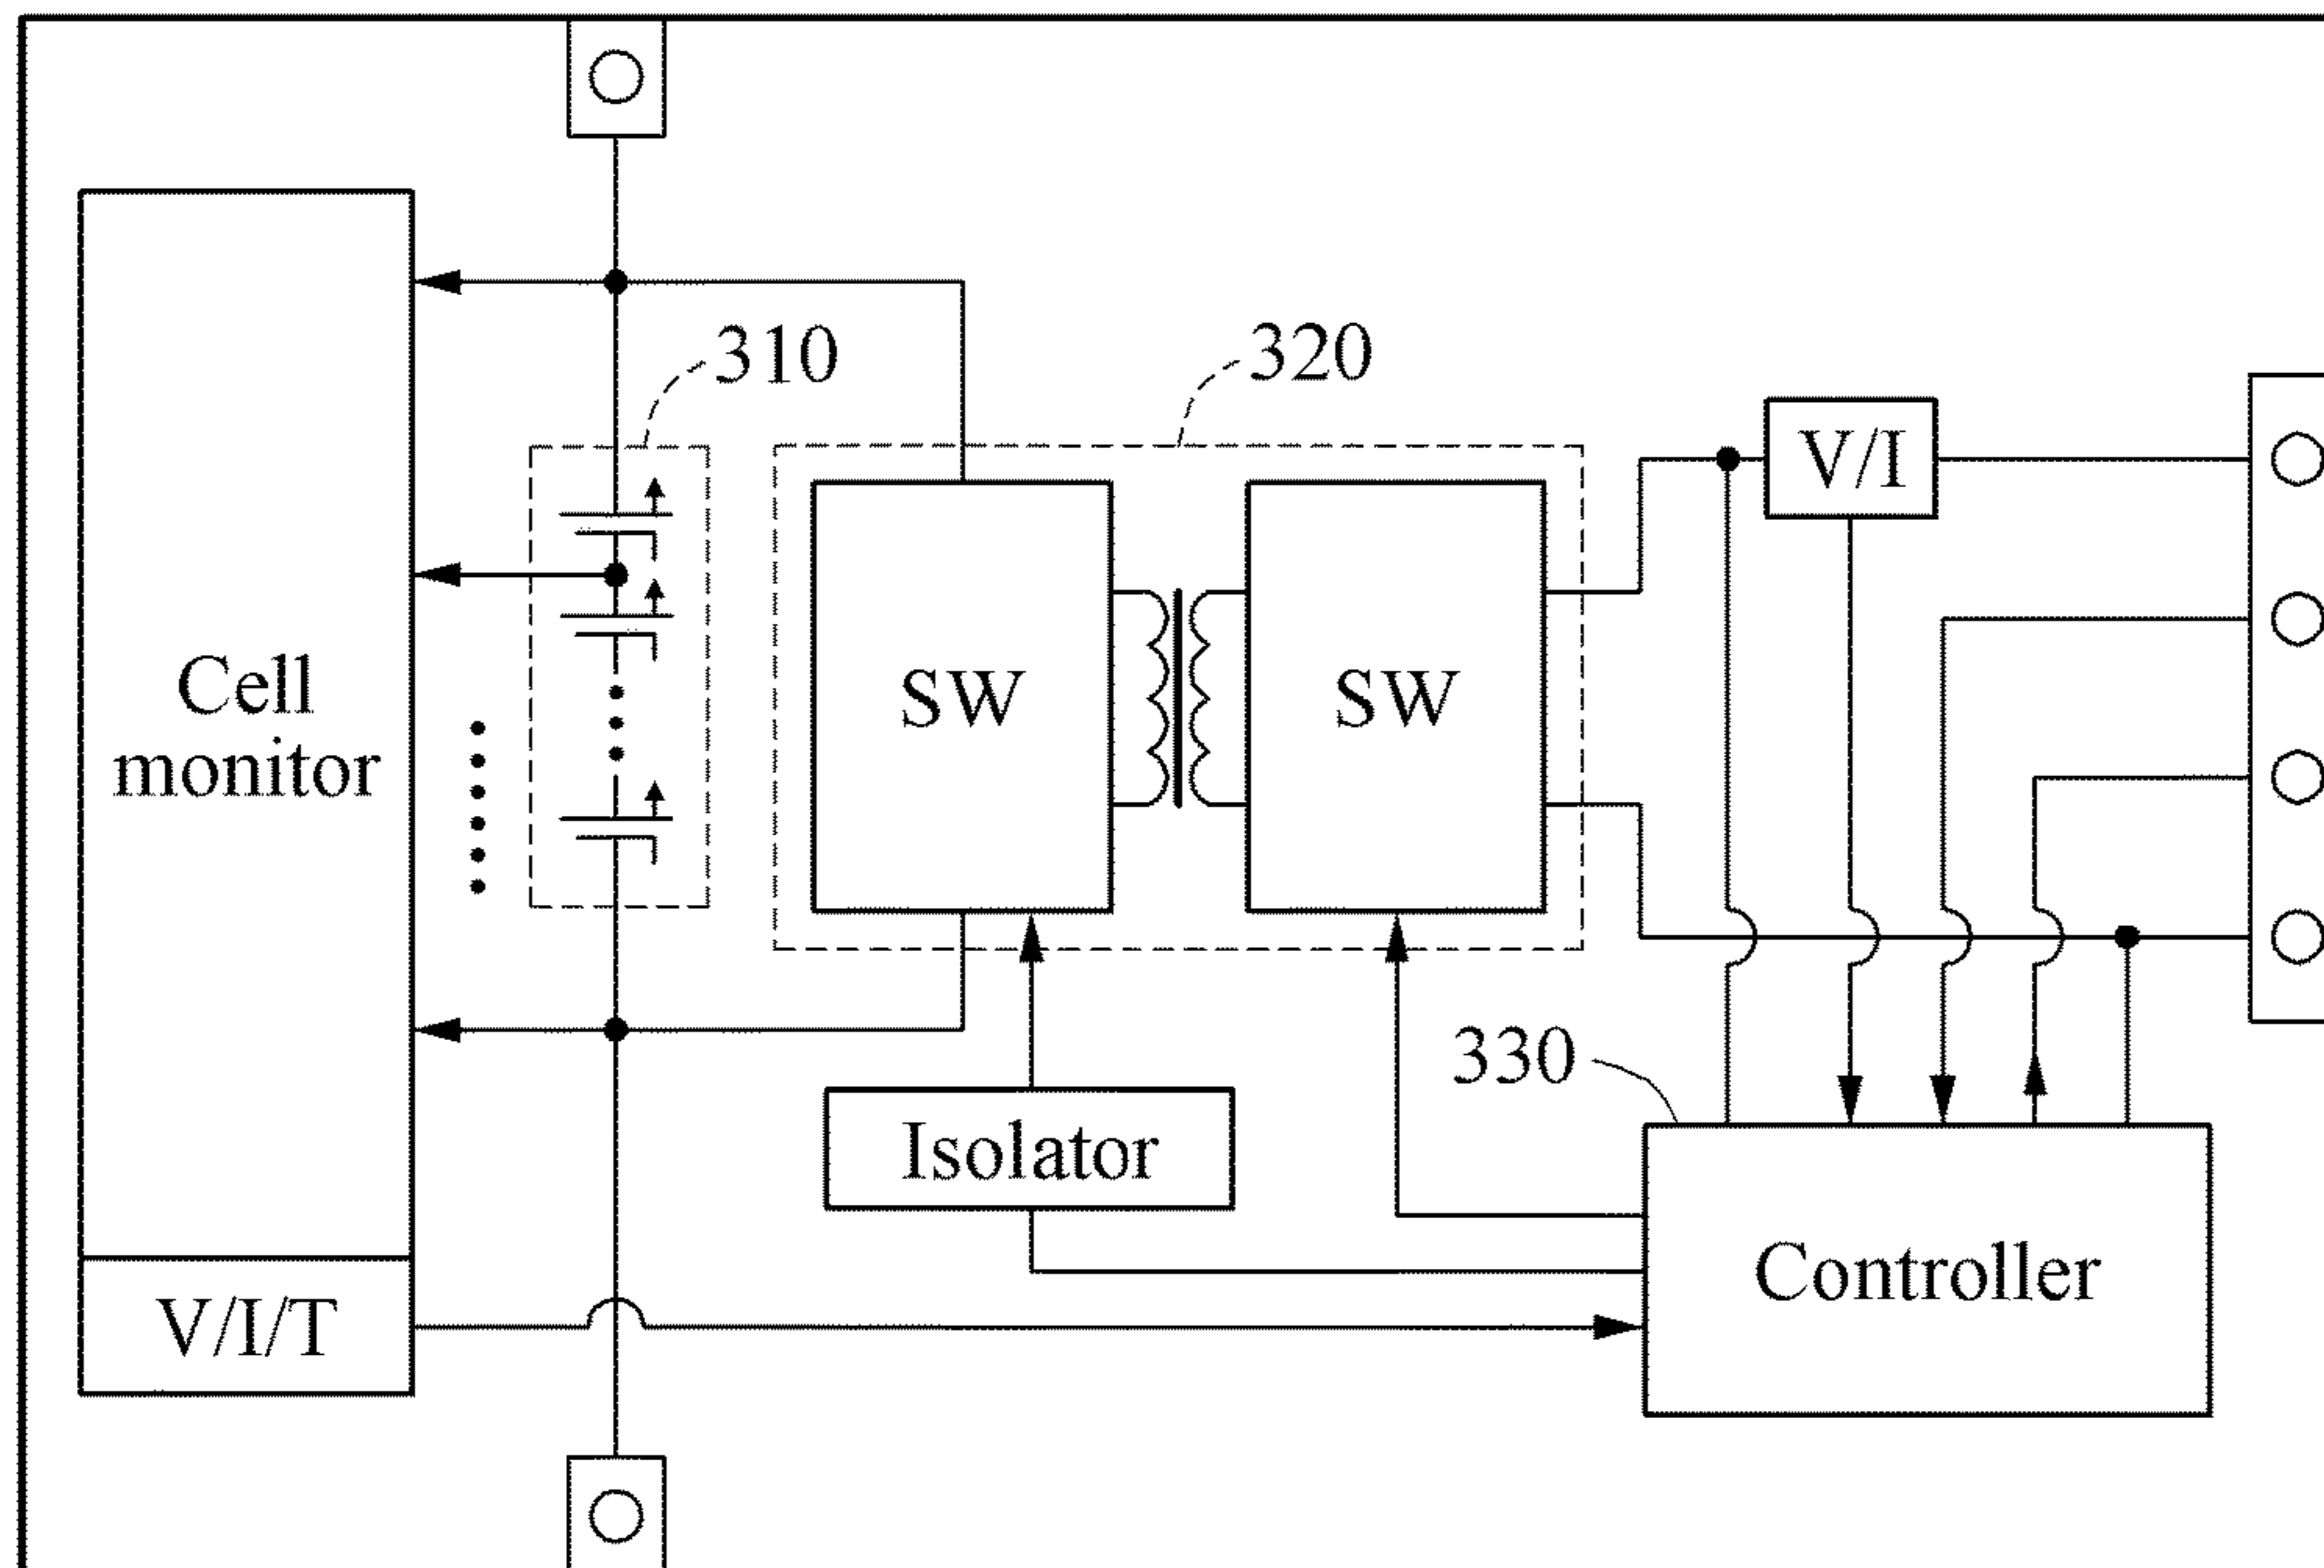 310
320
V/I
Cell
monitor
SW
SW
330
Isolator
Controller
V/I/T